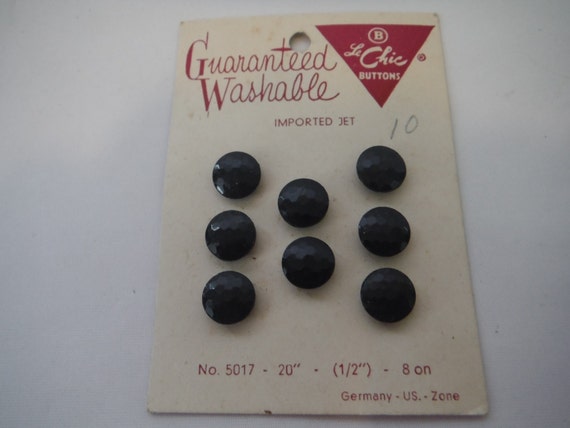 Guaranteed
Washable
B
Le Chic
BUTTONS
®
IMPORTED JET
10
No. 5017 - 20" - (1/2") - 8 on
Germany - US. - Zone